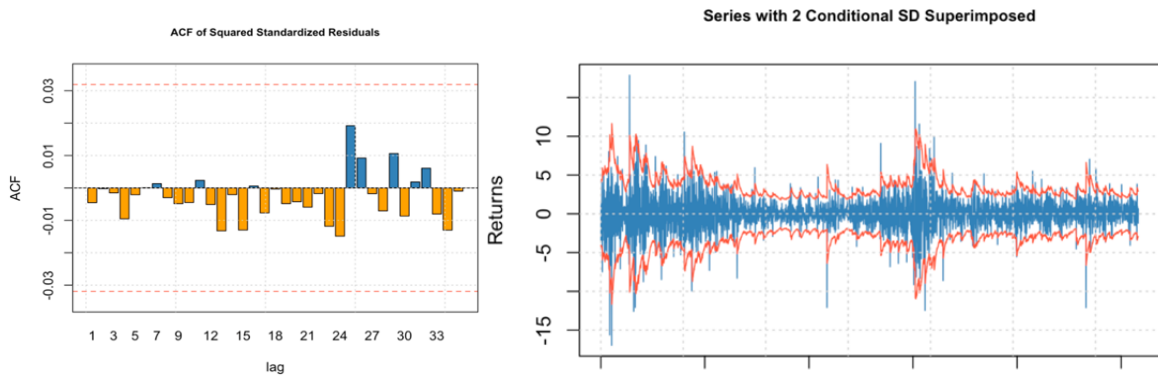 ACF of Squared Standardized Residuals
ACF
0.03
0.01
-0.01
-0.03
1 3 5 7 9 12 15 18 21 24 27 30 33
lag
Series with 2 Conditional SD Superimposed
Returns
10
5
0
-5
-15